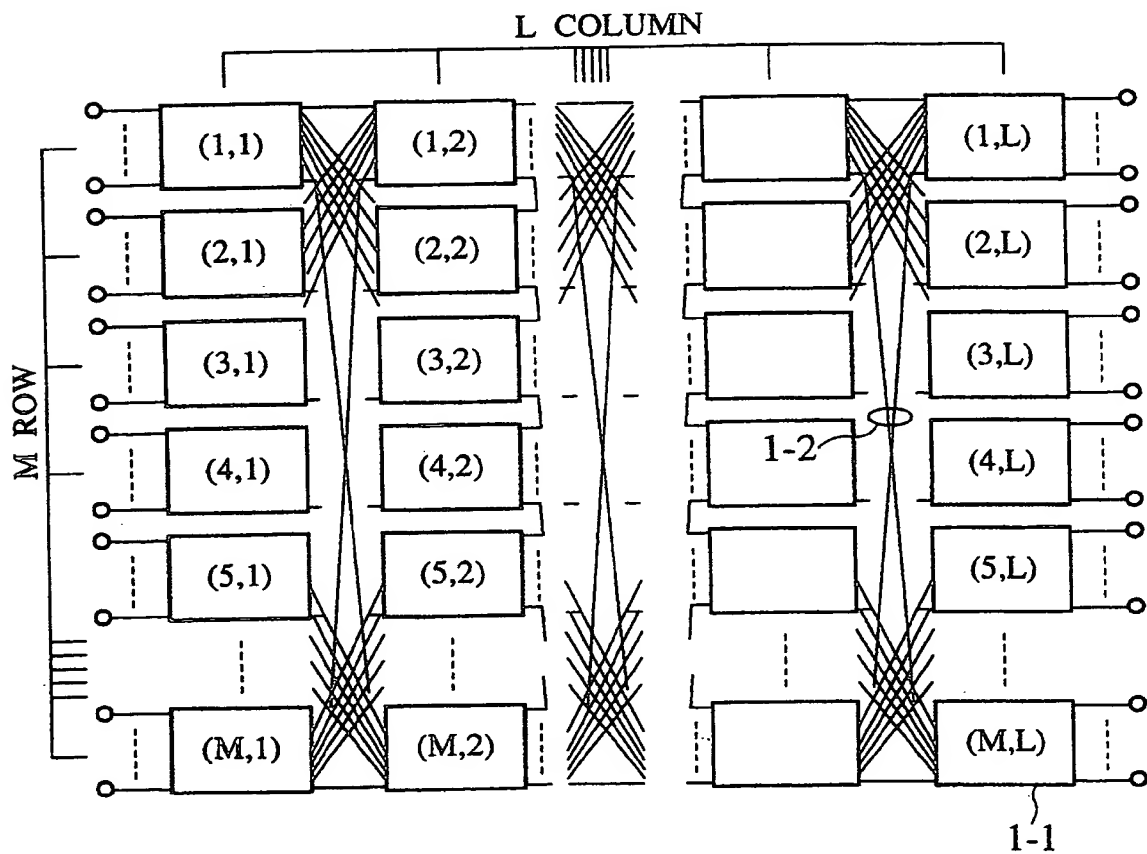 L COLUMN
(1,1) (1,2) (1,L)
(2,1) (2,2) (2,L)
M ROW
(3,1) (3,2) (3,L)
1-2
(4,1) (4,2) (4,L)
(5,1) (5,2) (5,L)
(M,1) (M,2) (M,L)
1-1